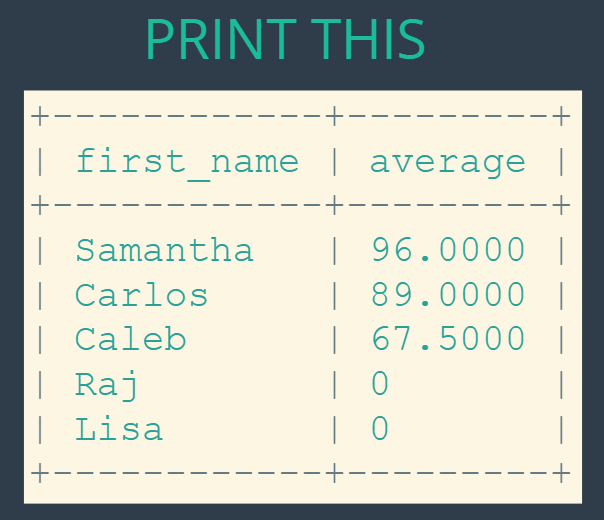 PRINT THIS
+------------+---------+
| first_name | average |
+------------+---------+
| Samantha   | 96.0000 |
| Carlos     | 89.0000 |
| Caleb      | 67.5000 |
| Raj        | 0       |
| Lisa       | 0       |
+------------+---------+